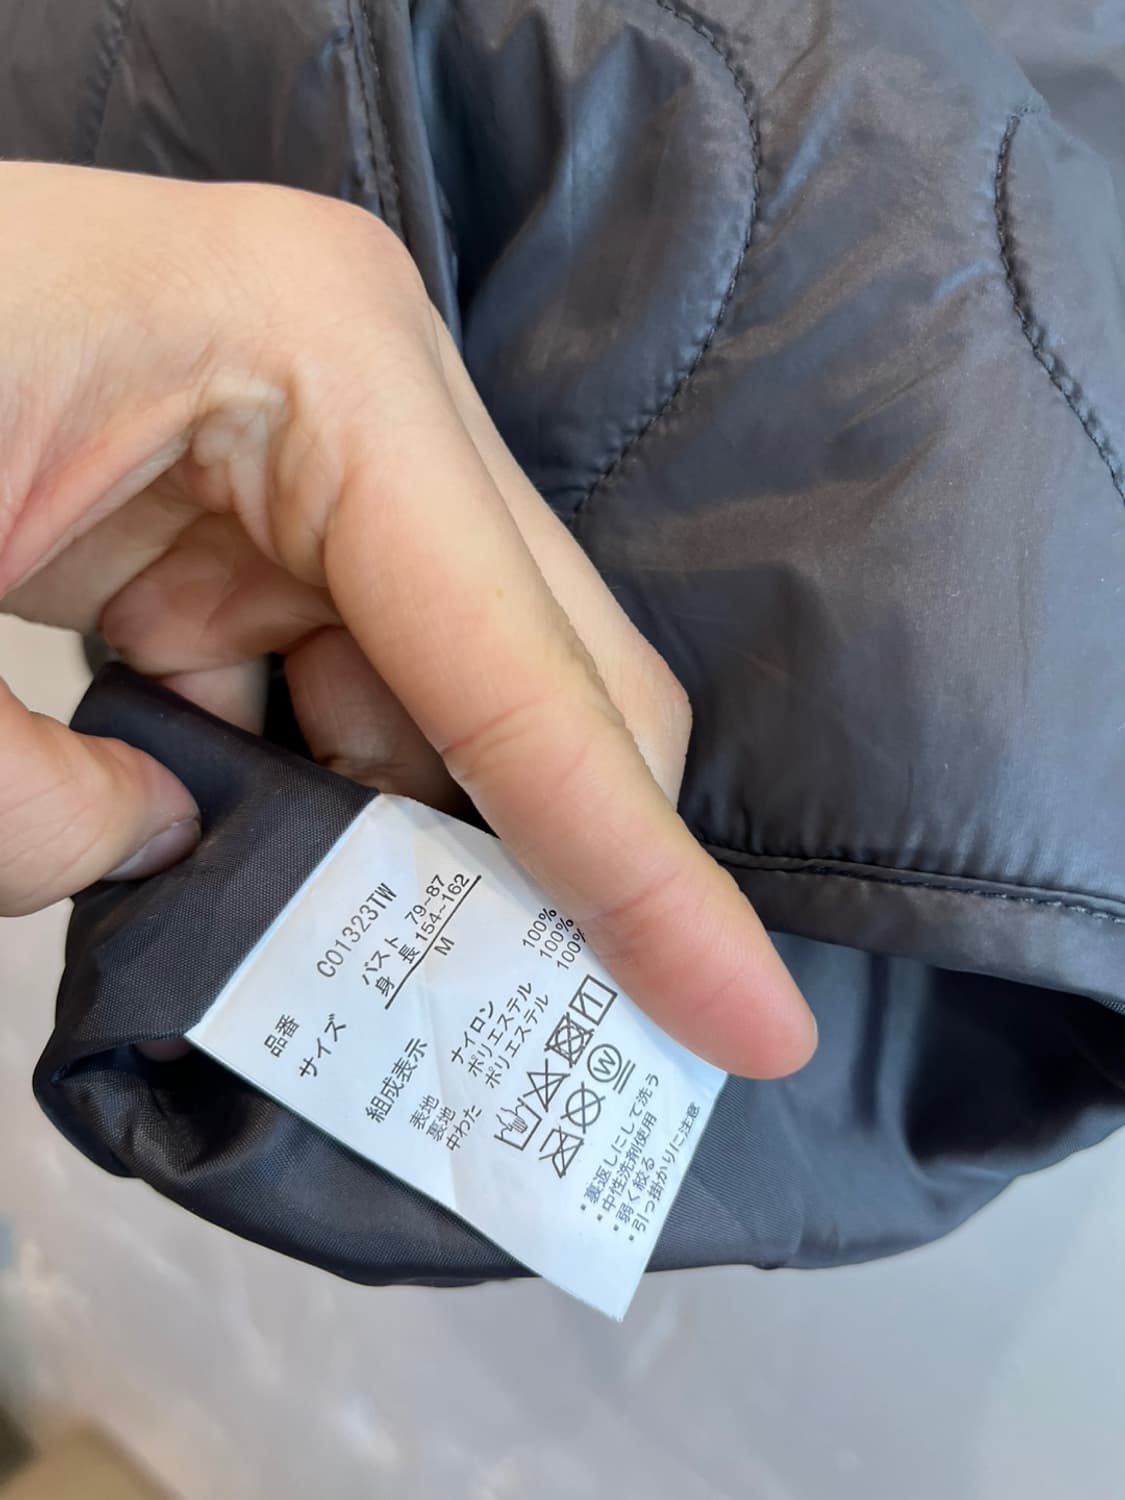 品番 C01323TW
サイズ バスト 79~87
身長 154~162
M
組成表示
表地 ナイロン 100%
裏地 ポリエステル 100%
中わた ポリエステル 100%
W
・裏返しにして洗う
・中性洗剤使用
・弱く絞る
・引っ掛かりに注意